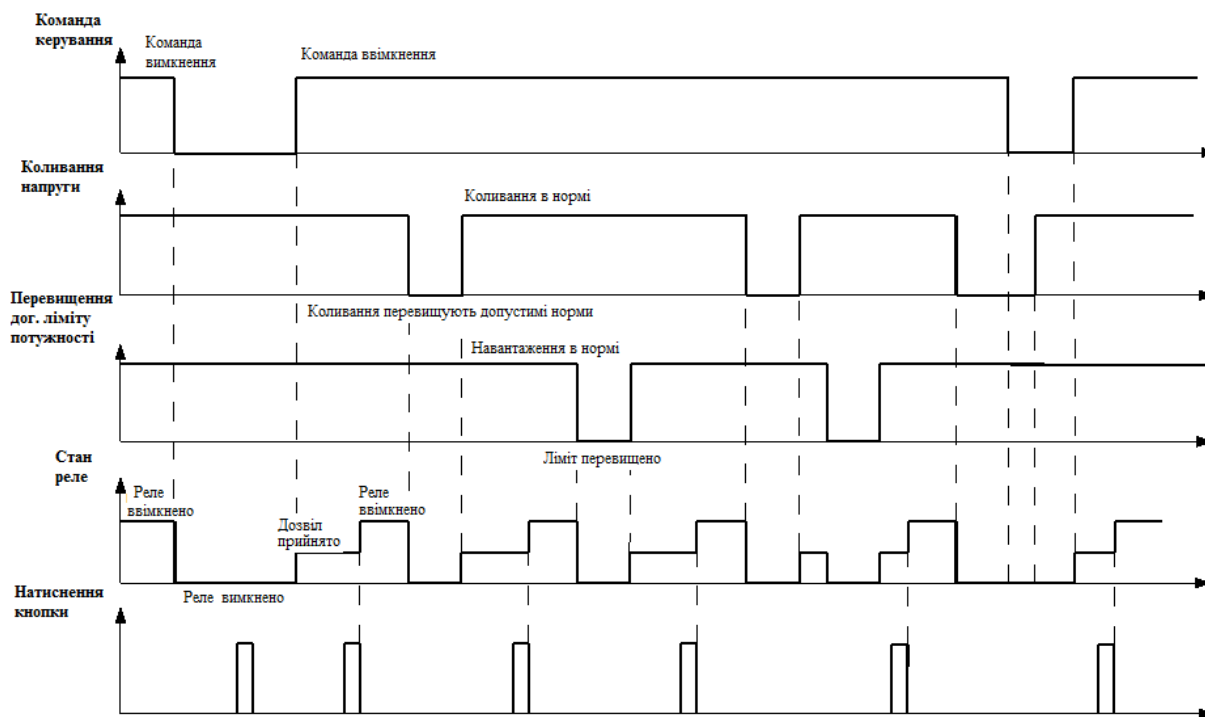 Команда
керування
Команда
вимкнення
Команда ввімкнення
Коливання
напруги
Коливання в нормі
Перевищення
дог. ліміту
потужності
Коливання перевищують допустимі норми
Навантаження в нормі
Ліміт перевищено
Стан
реле
Реле
ввімкнено
Дозвіл
прийнято
Реле
ввімкнено
Реле вимкнено
Натиснення
кнопки